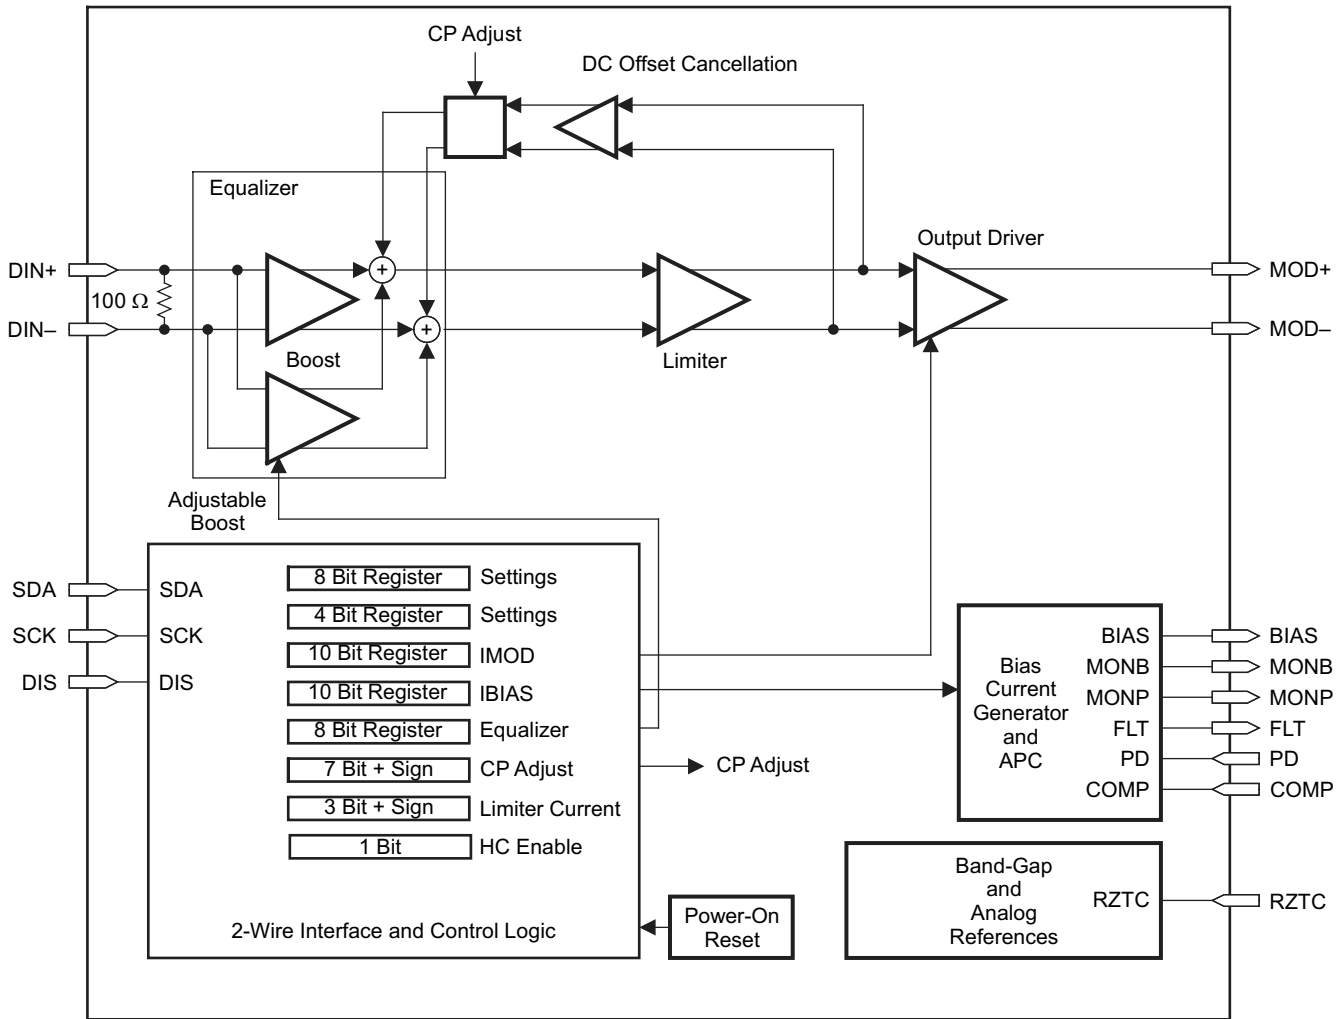 CP Adjust
DC Offset Cancellation
Equalizer
Output Driver
DIN+
+
MOD+
100 Ω
DIN–
+
MOD–
Boost
Limiter
Adjustable
Boost
8 Bit Register Settings
SDA SDA
4 Bit Register Settings
SCK SCK
10 Bit Register IMOD
DIS DIS
10 Bit Register IBIAS
8 Bit Register Equalizer
7 Bit + Sign CP Adjust
CP Adjust
3 Bit + Sign Limiter Current
1 Bit HC Enable
2-Wire Interface and Control Logic
Power-On
Reset
Bias
Current
Generator
and
APC
BIAS BIAS
MONB MONB
MONP MONP
FLT FLT
PD PD
COMP COMP
Band-Gap
and
Analog
References
RZTC RZTC